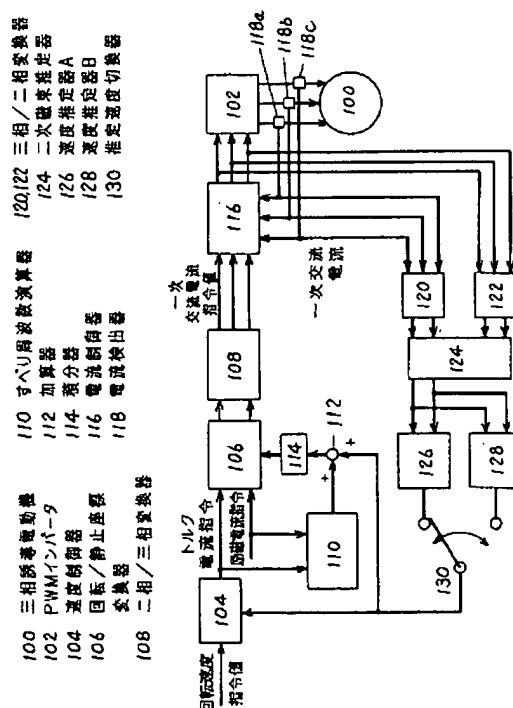 100 三相誘導電動機
102 PWMインバータ
104 速度制御器
106 回転／静止座標
変換器
108 二相／三相変換器
110 すべり周波数演算器
112 加算器
114 積分器
116 電流制御器
118 電流検出器
120,122 三相／二相変換器
124 二次磁束推定器
126 速度推定器A
128 速度推定器B
130 推定速度切換器
回転速度
指令値
104
トルク
電流指令
励磁電流指令
106
108
一次
交流電流
指令値
116
102
118a
118b
118c
100
110
114
112
+
+
一次交流
電流
120
122
124
126
128
130